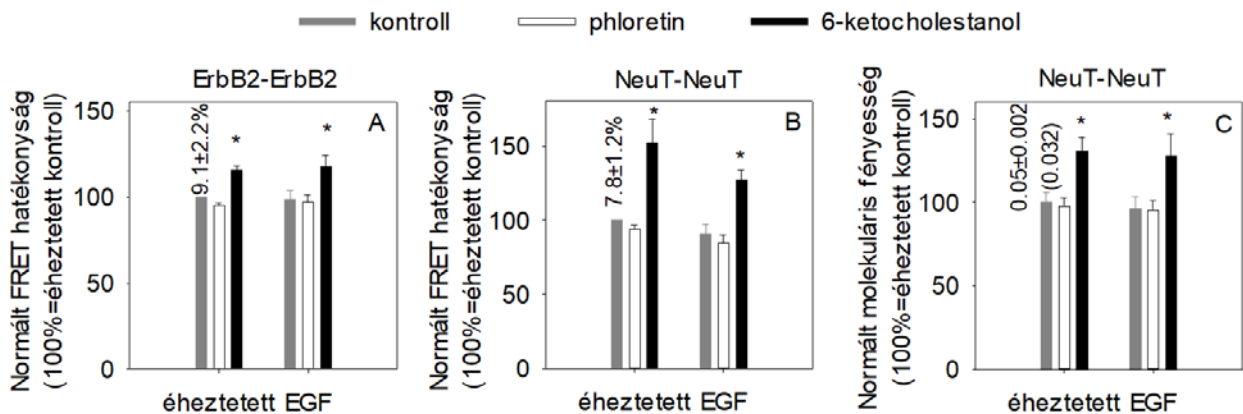 kontroll phloretin 6-ketocholestanol
ErbB2-ErbB2
Normált FRET hatékonyság
(100%=éheztetett kontroll)
150
100
50
0
9.1±2.2%
*
*
A
éheztetett EGF
NeuT-NeuT
Normált FRET hatékonyság
(100%=éheztetett kontroll)
150
100
50
0
7.8±1.2%
*
*
B
éheztetett EGF
NeuT-NeuT
Normált molekuláris fényesség
(100%=éheztetett kontroll)
150
100
50
0
0.05±0.002
(0.032)
*
*
C
éheztetett EGF